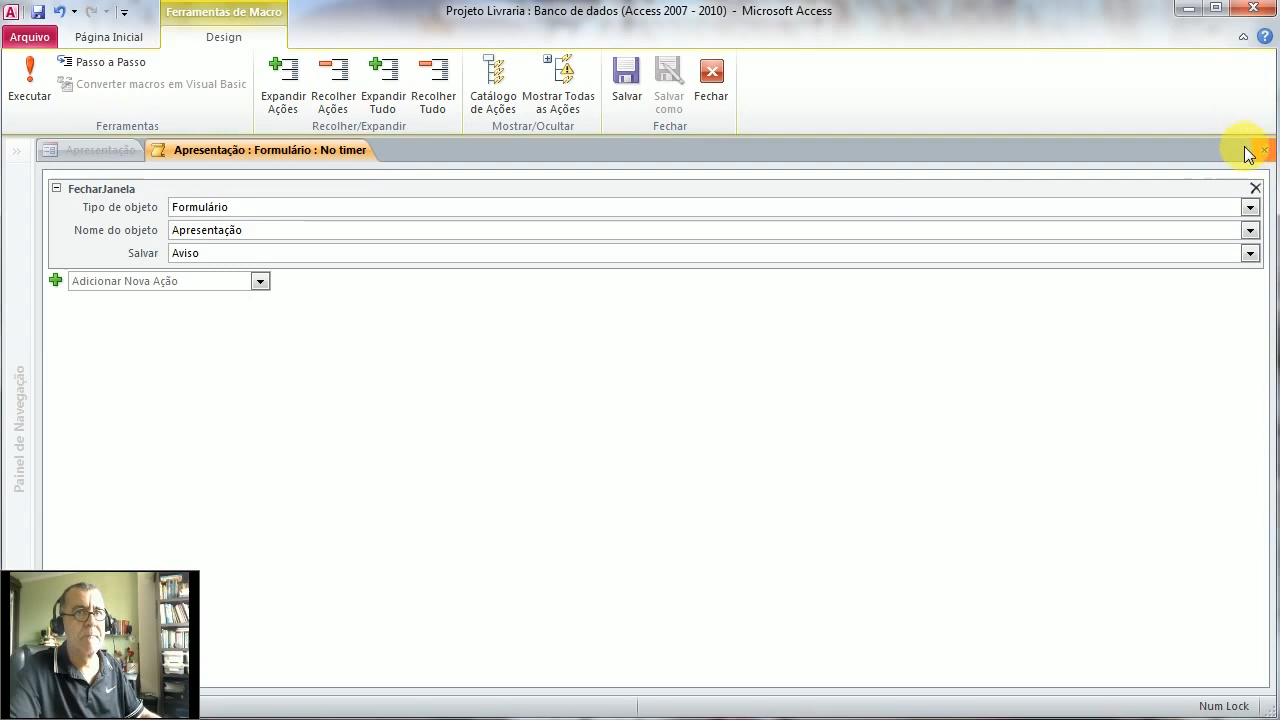 Ferramentas de Macro
Projeto Livraria : Banco de dados (Access 2007 - 2010) - Microsoft Access
Arquivo
Página Inicial
Design
Executar
Passo a Passo
Converter macros em Visual Basic
Ferramentas
Expandir Ações
Recolher Ações
Expandir Tudo
Recolher Tudo
Recolher/Expandir
Catálogo de Ações
Mostrar Todas as Ações
Mostrar/Ocultar
Salvar
Salvar como
Fechar
Fechar
Apresentação
Apresentação : Formulário : No timer
FecharJanela
Tipo de objeto Formulário
Nome do objeto Apresentação
Salvar Aviso
Adicionar Nova Ação
Painel de Navegação
Num Lock